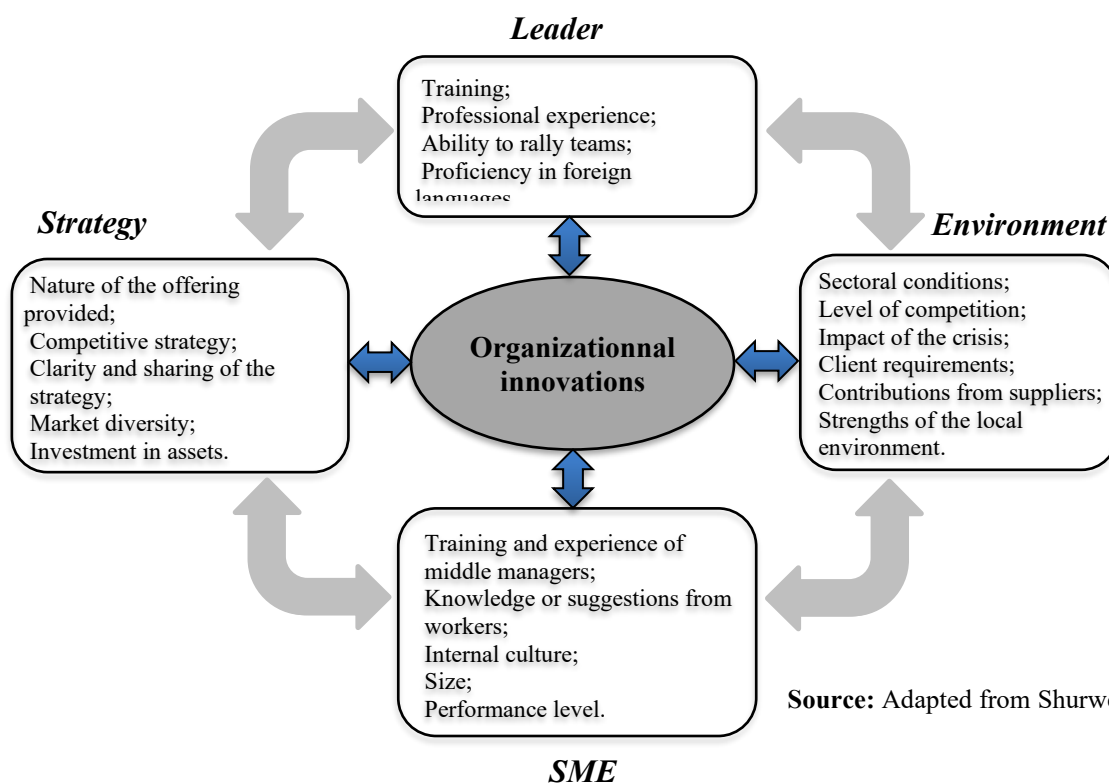 Leader
Training;
Professional experience;
Ability to rally teams;
Proficiency in foreign
languages
Strategy
Nature of the offering
provided;
Competitive strategy;
Clarity and sharing of the
strategy;
Market diversity;
Investment in assets.
Organizationnal
innovations
Environment
Sectoral conditions;
Level of competition;
Impact of the crisis;
Client requirements;
Contributions from suppliers;
Strengths of the local
environment.
Training and experience of
middle managers;
Knowledge or suggestions from
workers;
Internal culture;
Size;
Performance level.
SME
Source: Adapted from